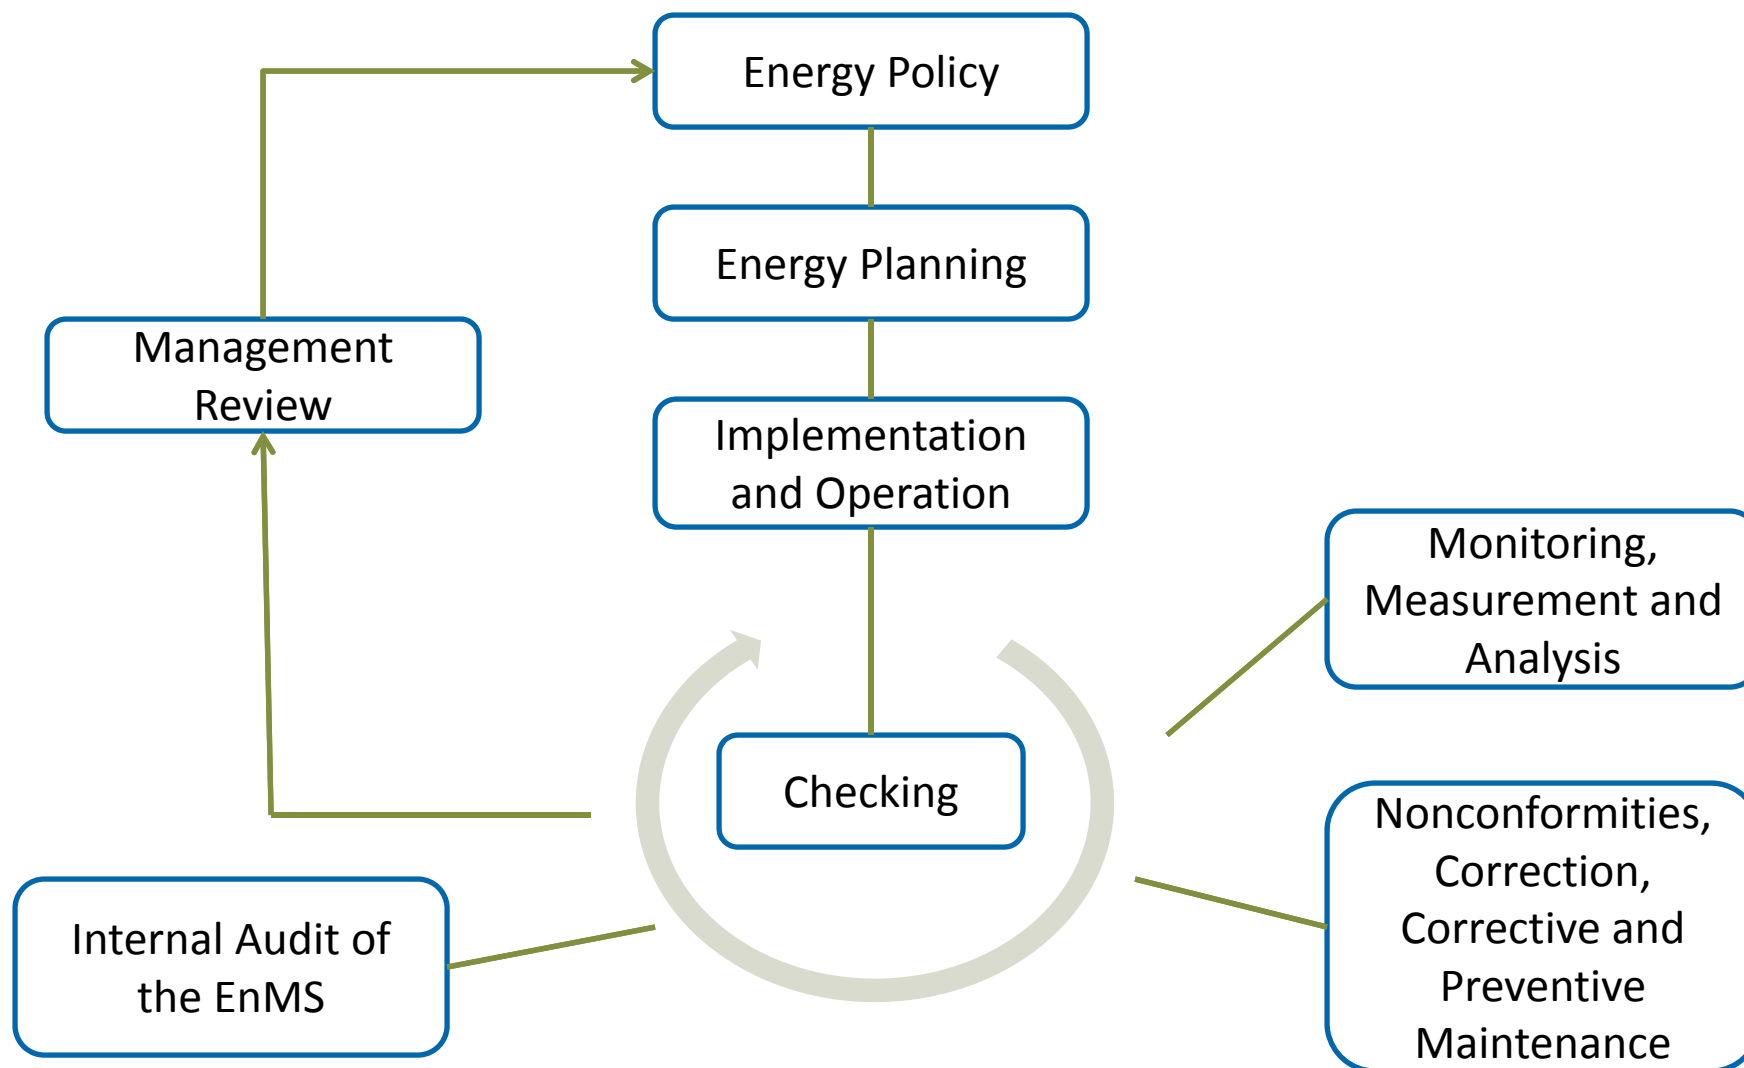 Energy Policy
Energy Planning
Management
Review
Implementation
and Operation
Monitoring,
Measurement and
Analysis
Checking
Nonconformities,
Correction,
Corrective and
Preventive
Maintenance
Internal Audit of
the EnMS